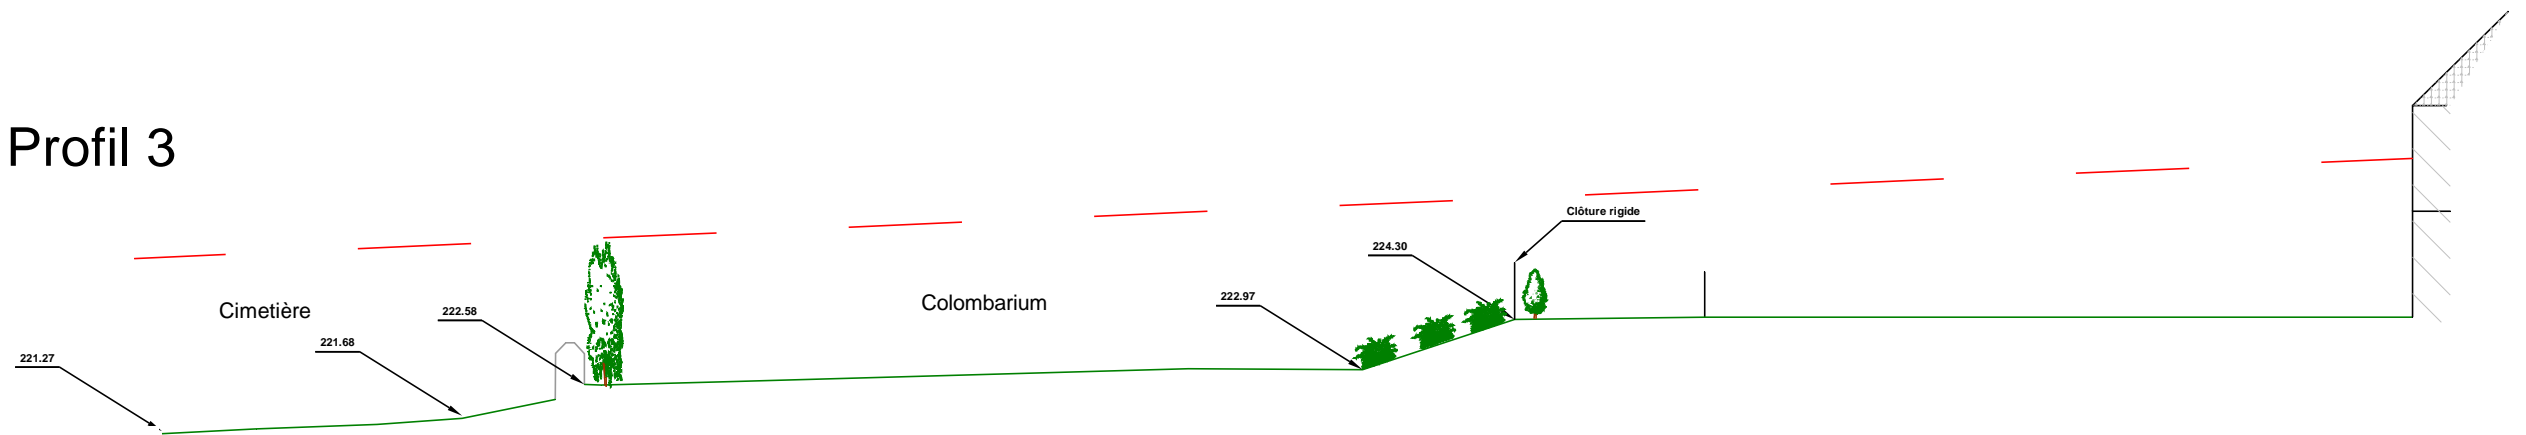 Profil 3
Clôture rigide
224.30
222.97
Cimetière
Colombarium
222.58
221.68
221.27